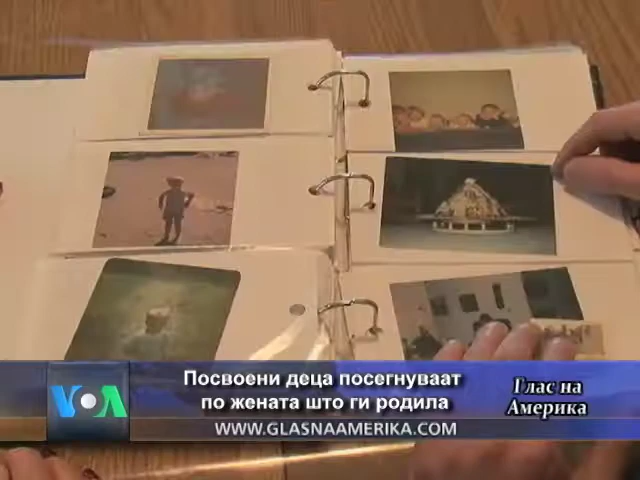 Посвоени деца посегнуваат
по жената што ги родила
VOA
Глас на
Америка
WWW.GLASNAAMERIKA.COM